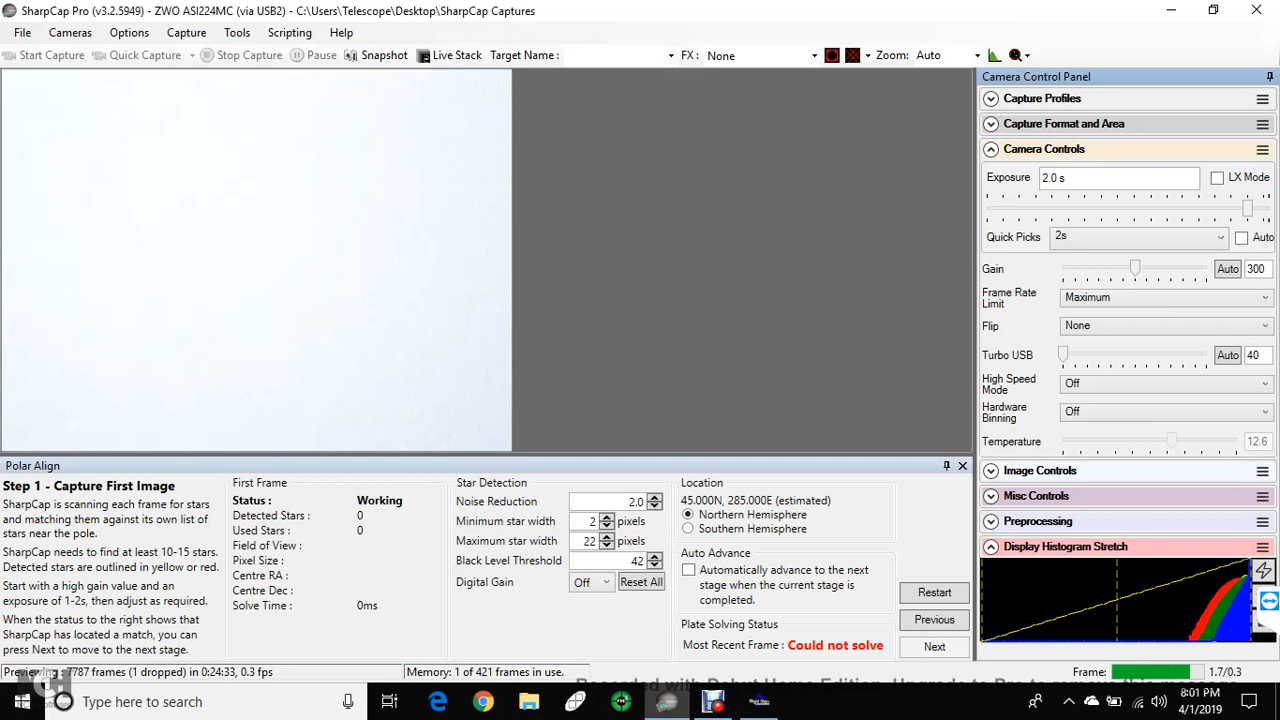 SharpCap Pro (v3.2.5949) - ZWO ASI224MC (via USB2) - C:\Users\Telescope\Desktop\SharpCap Captures
File Cameras Options Capture Tools Scripting Help
Start Capture Quick Capture Stop Capture Pause Snapshot Live Stack Target Name : FX : None Zoom: Auto
Camera Control Panel
Capture Profiles
Capture Format and Area
Camera Controls
Exposure 2.0 s LX Mode
Quick Picks 2s Auto
Gain Auto 300
Frame Rate Limit Maximum
Flip None
Turbo USB Auto 40
High Speed Mode Off
Hardware Binning Off
Temperature 12.6
Image Controls
Misc Controls
Preprocessing
Display Histogram Stretch
Polar Align
Step 1 - Capture First Image
SharpCap is scanning each frame for stars
and matching them against its own list of
stars near the pole.
SharpCap needs to find at least 10-15 stars.
Detected stars are outlined in yellow or red.
Start with a high gain value and an
exposure of 1-2s, then adjust as required.
When the status to the right shows that
SharpCap has located a match, you can
press Next to move to the next stage.
First Frame
Status : Working
Detected Stars : 0
Used Stars : 0
Field of View :
Pixel Size :
Centre RA :
Centre Dec :
Solve Time : 0ms
Star Detection
Noise Reduction 2.0
Minimum star width 2 pixels
Maximum star width 22 pixels
Black Level Threshold 42
Digital Gain Off Reset All
Location
45.000N, 285.000E (estimated)
Northern Hemisphere
Southern Hemisphere
Auto Advance
Automatically advance to the next
stage when the current stage is
completed.
Plate Solving Status
Most Recent Frame : Could not solve
Restart
Previous
Next
Previewing : 7787 frames (1 dropped) in 0:24:33, 0.3 fps Memory: 1 of 421 frames in use. Frame: 1.7/0.3
Type here to search
8:01 PM
4/1/2019